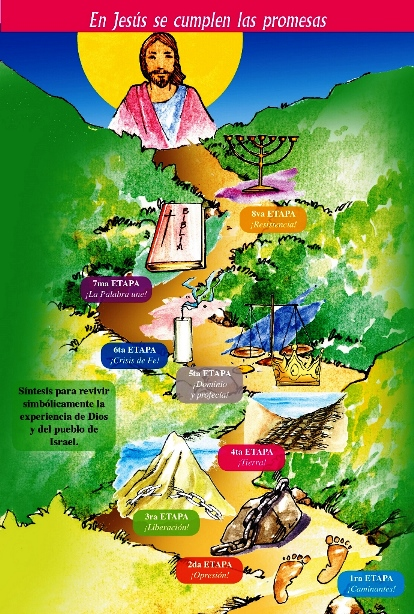 En Jesús se cumplen las promesas
8va ETAPA
¡Resistencia!
7ma ETAPA
¡La Palabra une!
6ta ETAPA
¡Crisis de Fe!
5ta ETAPA
¡Dominio
y profecía!
Síntesis para revivir
simbólicamente la
experiencia de Dios
y del pueblo de
Israel.
4ta ETAPA
¡Tierra!
3ra ETAPA
¡Liberación!
2da ETAPA
¡Opresión!
1ra ETAPA
¡Caminantes!